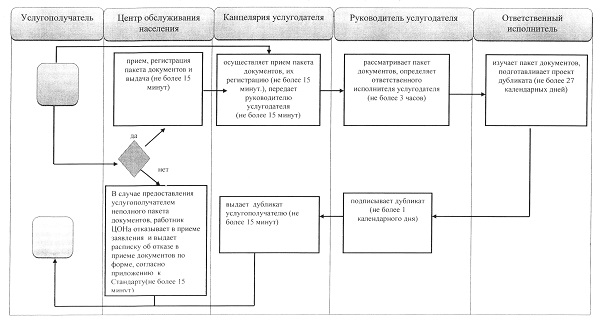 Услугополучатель
Центр обслуживания
населения
Канцелярия услугодателя
Руководитель услугодателя
Ответственный
исполнитель
прием, регистрация
пакета документов и
выдача (не более 15
минут)
осуществляет прием пакета
документов, их
регистрацию (не более 15
минут.), передает
руководителю
услугодателя
(не более 15 минут)
рассматривает пакет
документов, определяет
ответственного
исполнителя услугодателя
(не более 3 часов)
изучает пакет документов,
подготавливает проект
дубликата (не более 27
календарных дней)
да
нет
В случае предоставления
услугополучателем
неполного пакета
документов, работник
ЦОНа отказывает в приеме
заявления и выдает
расписку об отказе в
приеме документов по
форме, согласно
приложению к
Стандарту(не более 15
минут)
выдает дубликат
услугополучателю (не
более 15 минут)
подписывает дубликат
(не более 1
календарного дня)